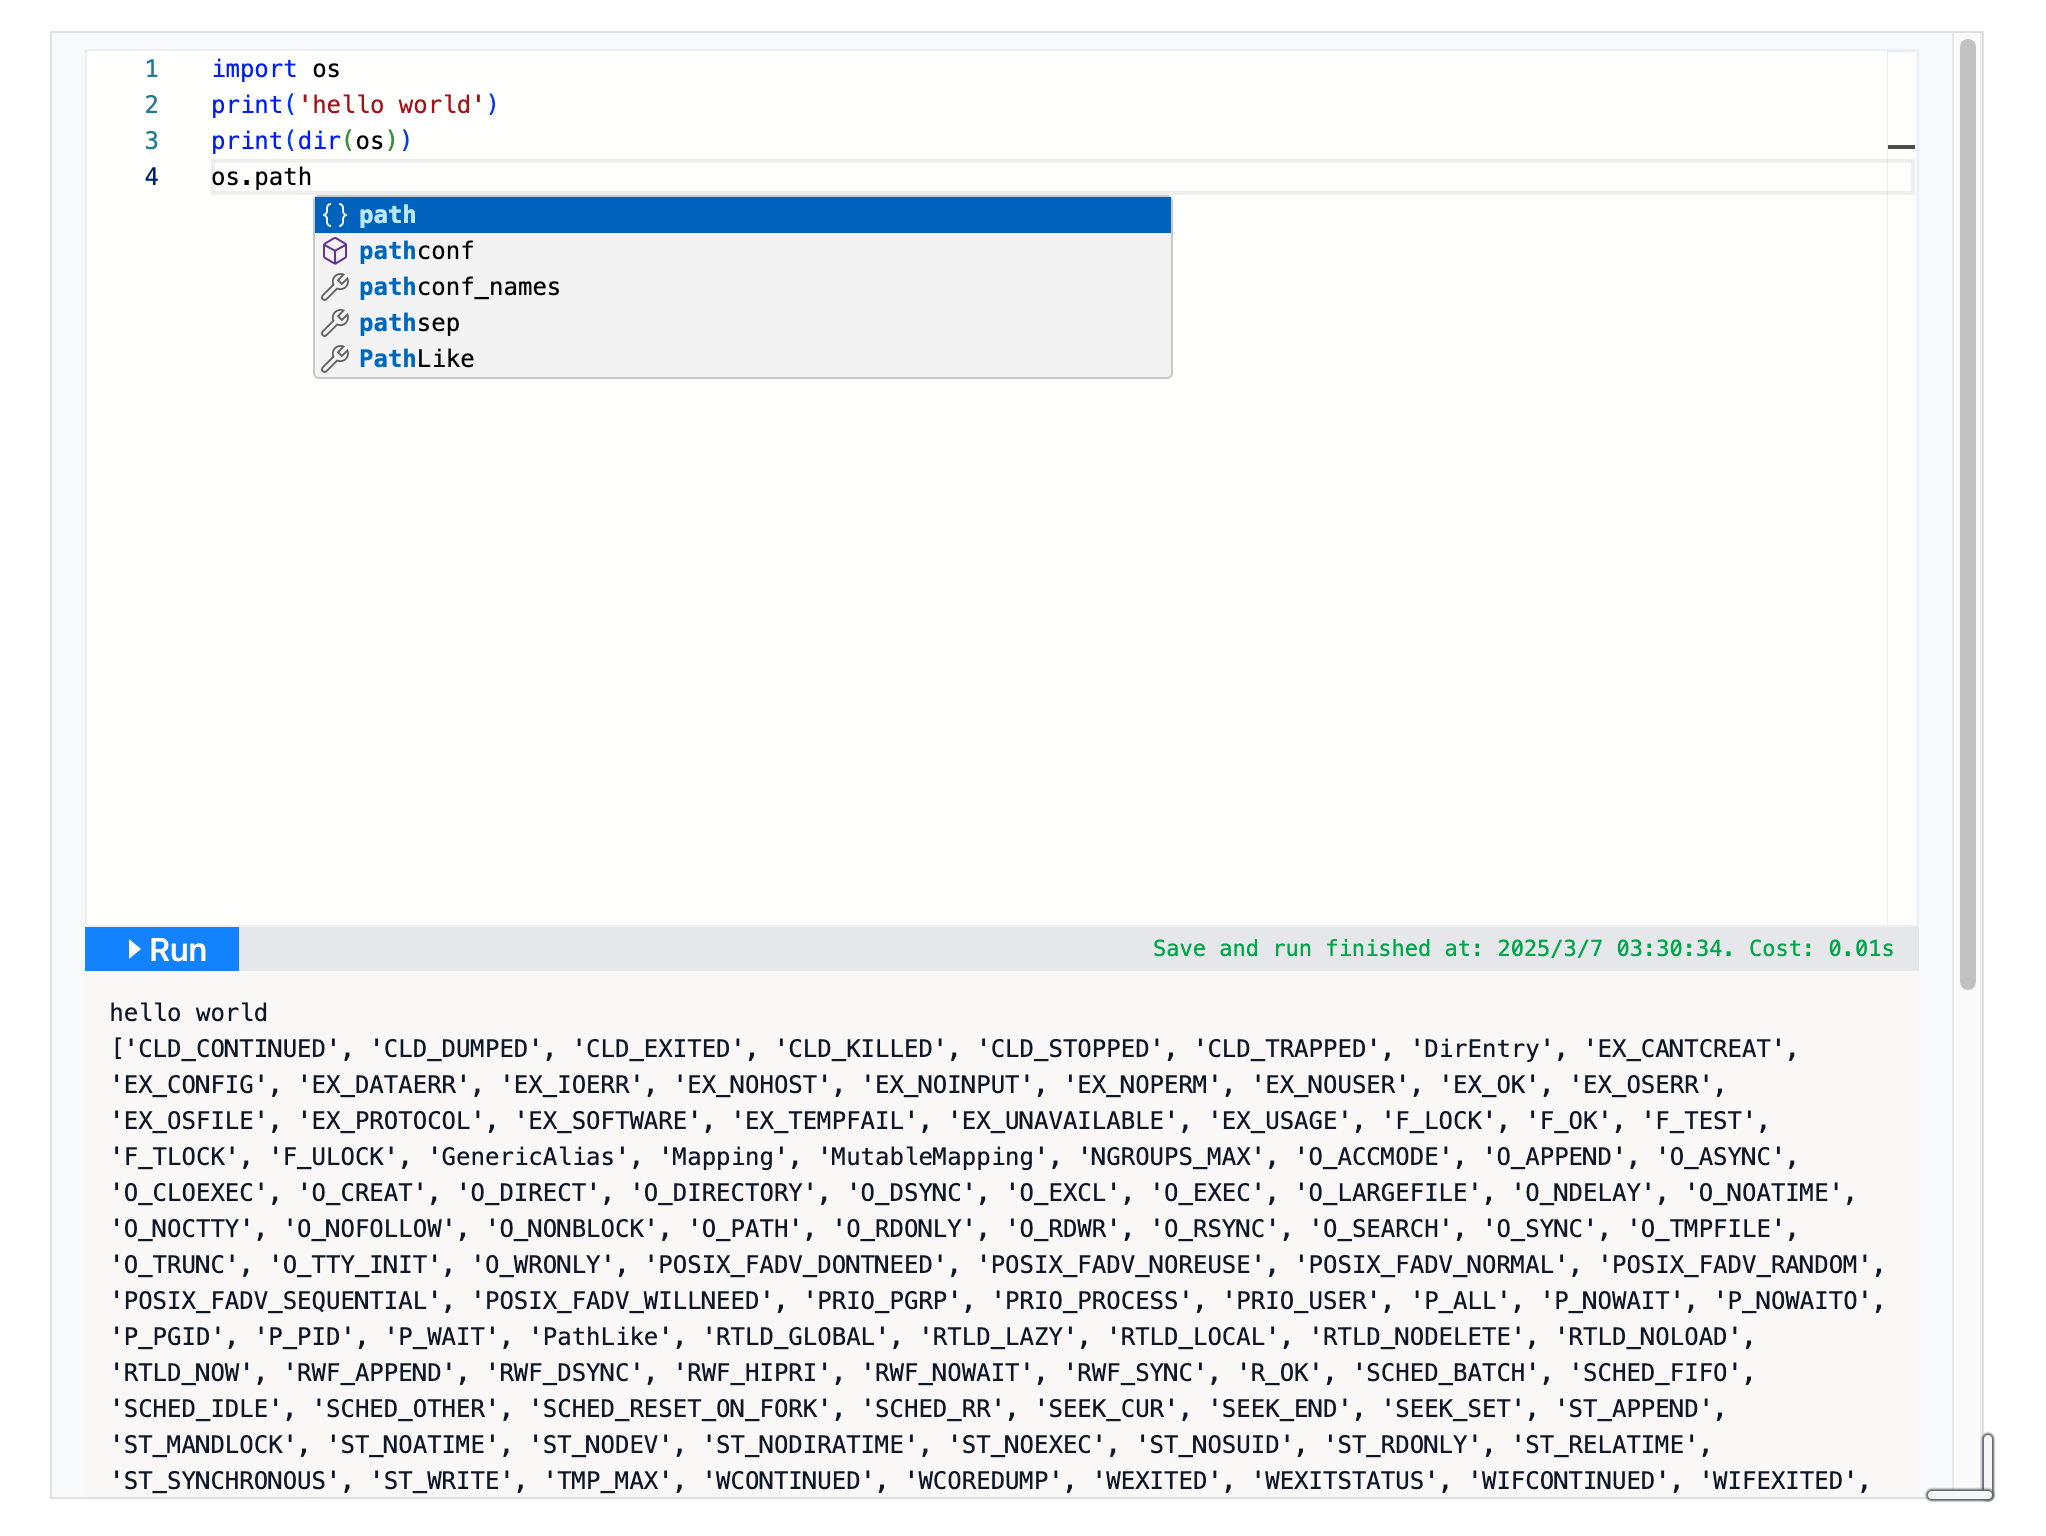 1 import os
2 print('hello world')
3 print(dir(os))
4 os.path
{} path
pathconf
pathconf_names
pathsep
PathLike
Run
Save and run finished at: 2025/3/7 03:30:34. Cost: 0.01s
hello world
['CLD_CONTINUED', 'CLD_DUMPED', 'CLD_EXITED', 'CLD_KILLED', 'CLD_STOPPED', 'CLD_TRAPPED', 'DirEntry', 'EX_CANTCREAT',
'EX_CONFIG', 'EX_DATAERR', 'EX_IOERR', 'EX_NOHOST', 'EX_NOINPUT', 'EX_NOPERM', 'EX_NOUSER', 'EX_OK', 'EX_OSERR',
'EX_OSFILE', 'EX_PROTOCOL', 'EX_SOFTWARE', 'EX_TEMPFAIL', 'EX_UNAVAILABLE', 'EX_USAGE', 'F_LOCK', 'F_OK', 'F_TEST',
'F_TLOCK', 'F_ULOCK', 'GenericAlias', 'Mapping', 'MutableMapping', 'NGROUPS_MAX', 'O_ACCMODE', 'O_APPEND', 'O_ASYNC',
'O_CLOEXEC', 'O_CREAT', 'O_DIRECT', 'O_DIRECTORY', 'O_DSYNC', 'O_EXCL', 'O_EXEC', 'O_LARGEFILE', 'O_NDELAY', 'O_NOATIME',
'O_NOCTTY', 'O_NOFOLLOW', 'O_NONBLOCK', 'O_PATH', 'O_RDONLY', 'O_RDWR', 'O_RSYNC', 'O_SEARCH', 'O_SYNC', 'O_TMPFILE',
'O_TRUNC', 'O_TTY_INIT', 'O_WRONLY', 'POSIX_FADV_DONTNEED', 'POSIX_FADV_NOREUSE', 'POSIX_FADV_NORMAL', 'POSIX_FADV_RANDOM',
'POSIX_FADV_SEQUENTIAL', 'POSIX_FADV_WILLNEED', 'PRIO_PGRP', 'PRIO_PROCESS', 'PRIO_USER', 'P_ALL', 'P_NOWAIT', 'P_NOWAITO',
'P_PGID', 'P_PID', 'P_WAIT', 'PathLike', 'RTLD_GLOBAL', 'RTLD_LAZY', 'RTLD_LOCAL', 'RTLD_NODELETE', 'RTLD_NOLOAD',
'RTLD_NOW', 'RWF_APPEND', 'RWF_DSYNC', 'RWF_HIPRI', 'RWF_NOWAIT', 'RWF_SYNC', 'R_OK', 'SCHED_BATCH', 'SCHED_FIFO',
'SCHED_IDLE', 'SCHED_OTHER', 'SCHED_RESET_ON_FORK', 'SCHED_RR', 'SEEK_CUR', 'SEEK_END', 'SEEK_SET', 'ST_APPEND',
'ST_MANDLOCK', 'ST_NOATIME', 'ST_NODEV', 'ST_NODIRATIME', 'ST_NOEXEC', 'ST_NOSUID', 'ST_RDONLY', 'ST_RELATIME',
'ST_SYNCHRONOUS', 'ST_WRITE', 'TMP_MAX', 'WCONTINUED', 'WCOREDUMP', 'WEXITED', 'WEXITSTATUS', 'WIFCONTINUED', 'WIFEXITED',